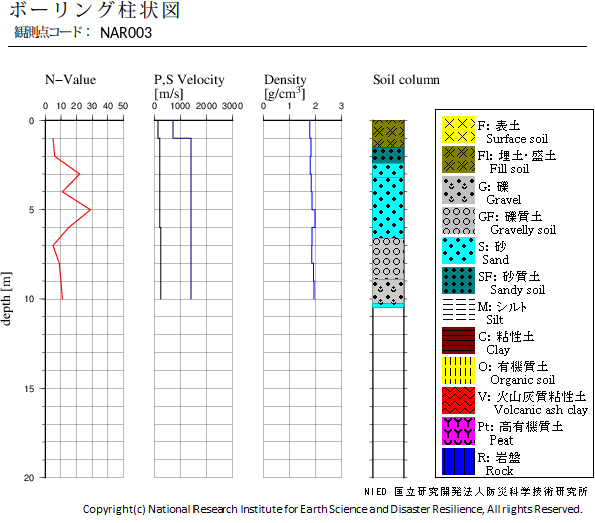 ボーリング柱状図
観測点コード： NAR003
N−Value
P,S Velocity
[m/s]
Density
[g/cm³]
Soil column
0 10 20 30 40 50
0 1000 2000 3000
0 1 2 3
0
5
10
15
20
depth [m]
F: 表土
Surface soil
Fl: 埋土・盛土
Fill soil
G: 礫
Gravel
GF: 礫質土
Gravelly soil
S: 砂
Sand
SF: 砂質土
Sandy soil
M: シルト
Silt
C: 粘性土
Clay
O: 有機質土
Organic soil
V: 火山灰質粘性土
Volcanic ash clay
Pt: 高有機質土
Peat
R: 岩盤
Rock
NIED 国立研究開発法人防災科学技術研究所
Copyright(c) National Research Institute for Earth Science and Disaster Resilience, All rights Reserved.